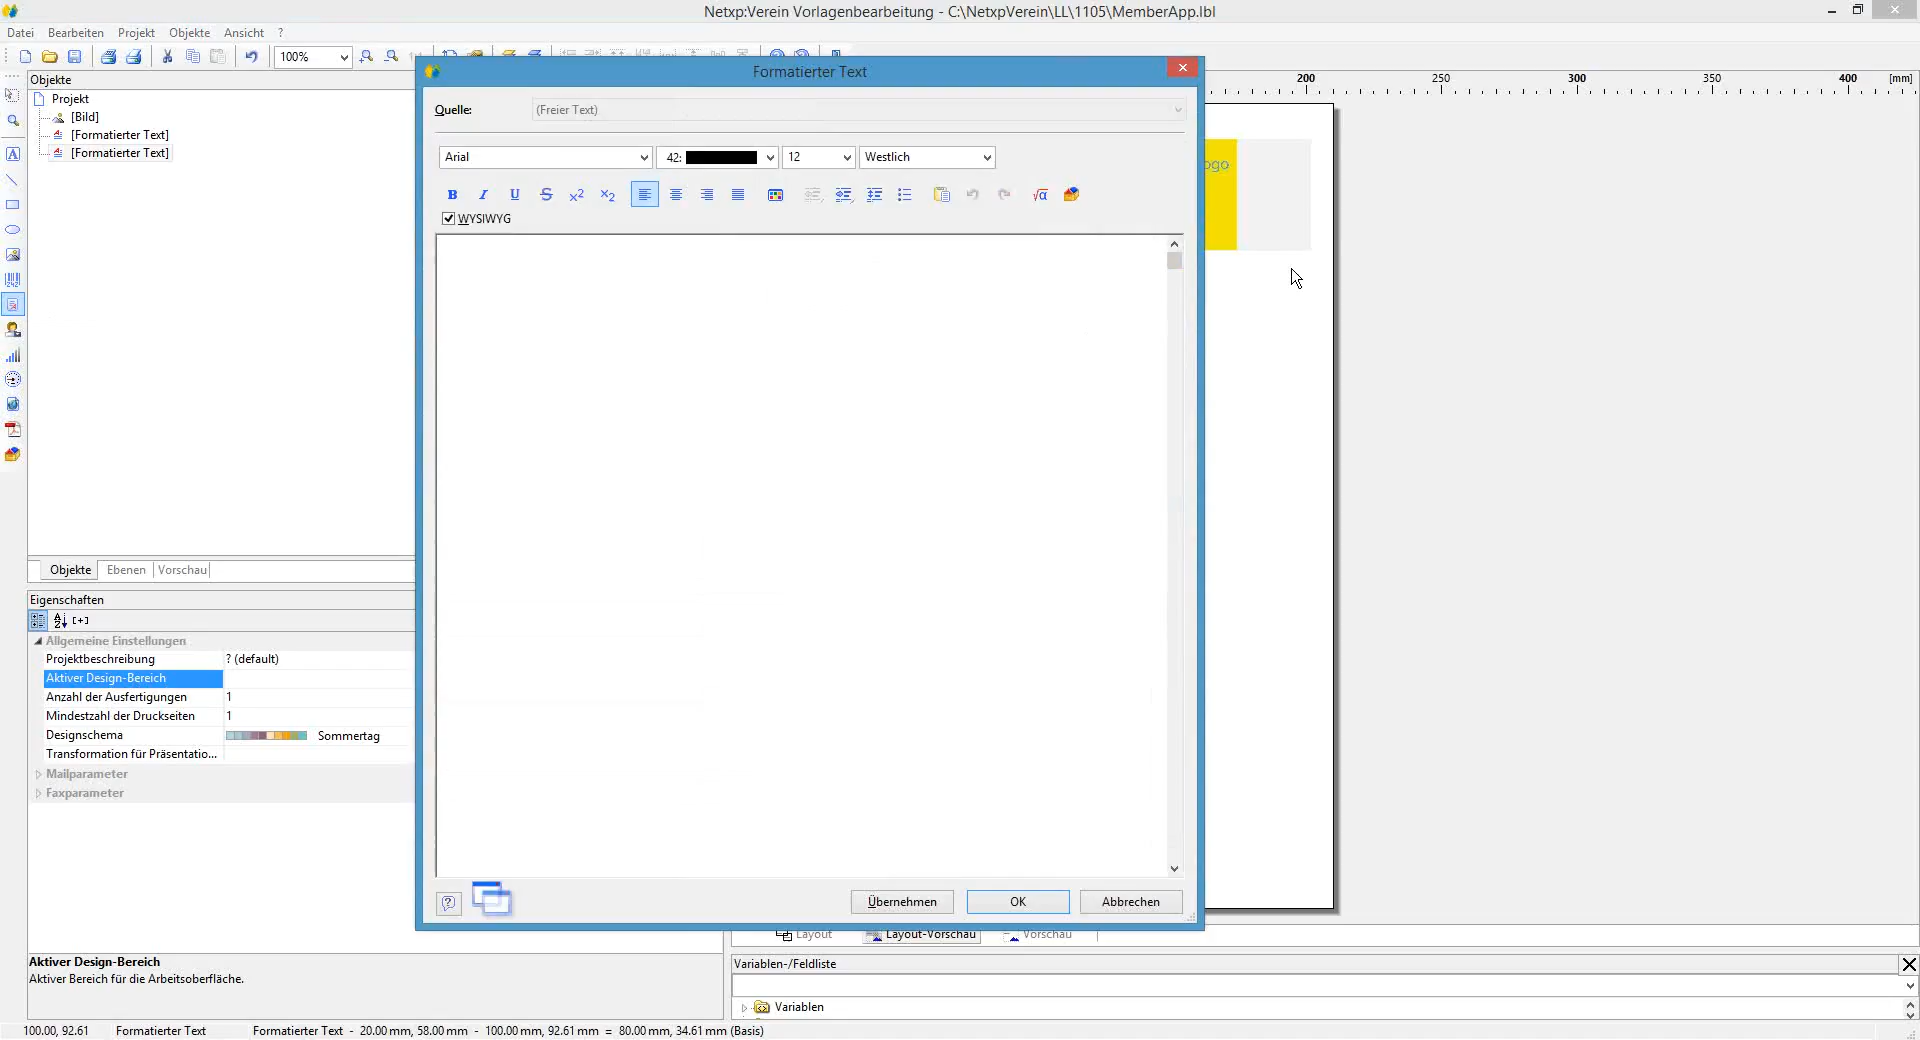 Netxp:Verein Vorlagenbearbeitung - C:\NetxpVerein\LL\1105\MemberApp.lbl
Datei Bearbeiten Projekt Objekte Ansicht ?
100%
Objekte
Formatierter Text
200 250 300 350 400 [mm]
Projekt
[Bild]
[Formatierter Text]
[Formatierter Text]
Quelle: (Freier Text)
Arial 42: 12 Westlich
B I U S x² x₂ √α
WYSIWYG
ogo
Objekte Ebenen Vorschau
Eigenschaften
Allgemeine Einstellungen
Projektbeschreibung ? (default)
Aktiver Design-Bereich
Anzahl der Ausfertigungen 1
Mindestzahl der Druckseiten 1
Designschema Sommertag
Transformation für Präsentatio...
Mailparameter
Faxparameter
Übernehmen OK Abbrechen
Layout Layout-Vorschau Vorschau
Aktiver Design-Bereich
Aktiver Bereich für die Arbeitsoberfläche.
Variablen-/Feldliste
Variablen
100.00, 92.61 Formatierter Text Formatierter Text - 20.00 mm, 58.00 mm - 100.00 mm, 92.61 mm = 80.00 mm, 34.61 mm (Basis)